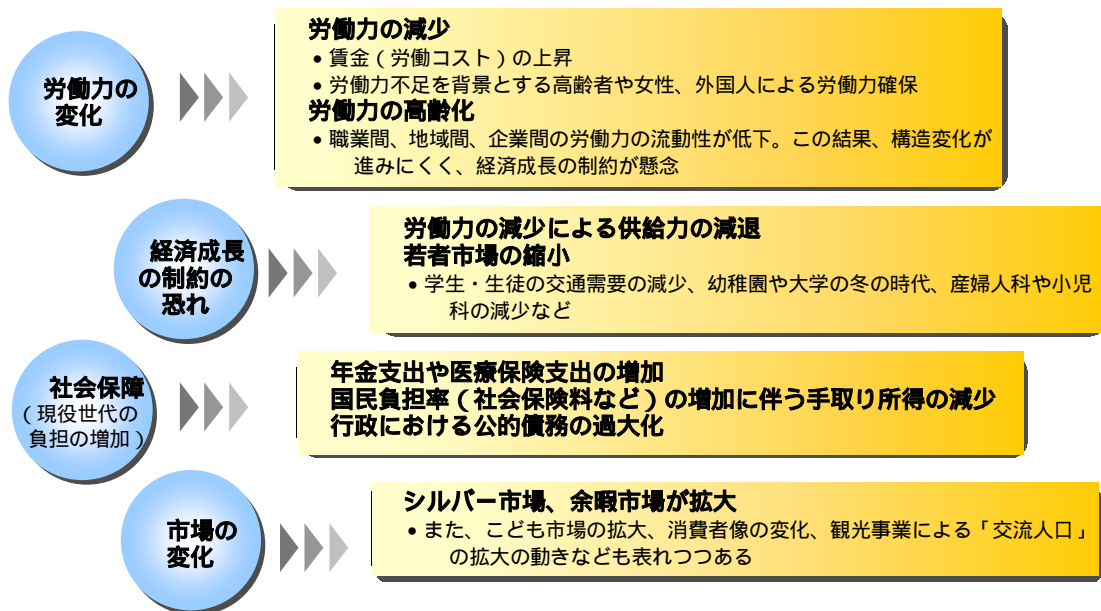 労働力の
変化
労働力の減少
• 賃金(労働コスト)の上昇
• 労働力不足を背景とする高齢者や女性、外国人による労働力確保
労働力の高齢化
• 職業間、地域間、企業間の労働力の流動性が低下。この結果、構造変化が
進みにくく、経済成長の制約が懸念
経済成長
の制約の
恐れ
労働力の減少による供給力の減退
若者市場の縮小
• 学生・生徒の交通需要の減少、幼稚園や大学の冬の時代、産婦人科や小児
科の減少など
社会保障
(現役世代の
負担の増加)
年金支出や医療保険支出の増加
国民負担率(社会保険料など)の増加に伴う手取り所得の減少
行政における公的債務の過大化
市場の
変化
シルバー市場、余暇市場が拡大
• また、こども市場の拡大、消費者像の変化、観光事業による「交流人口」
の拡大の動きなども表れつつある